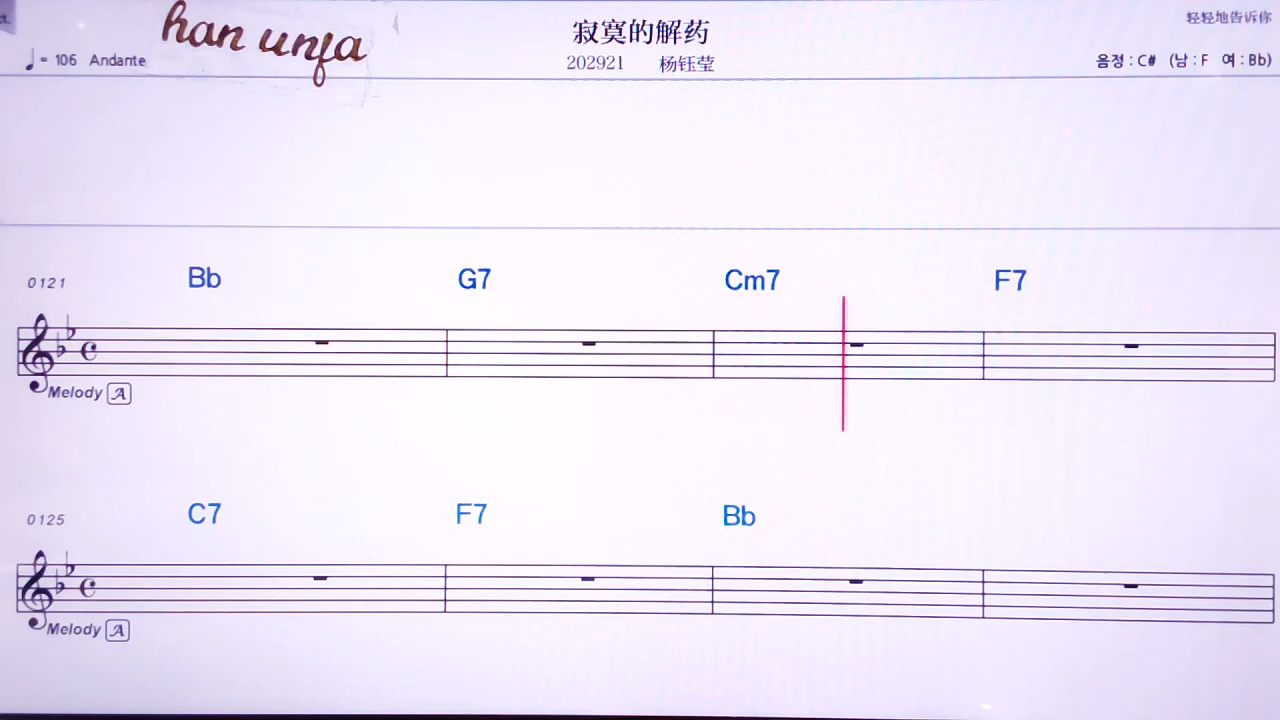 寂寞的解药
轻轻地告诉你
han unfa
♩= 106 Andante
202921 杨钰莹
음정 : C# (남 : F 여 : Bb)
0121 Bb G7 Cm7 F7
Melody A
0125 C7 F7 Bb
Melody A